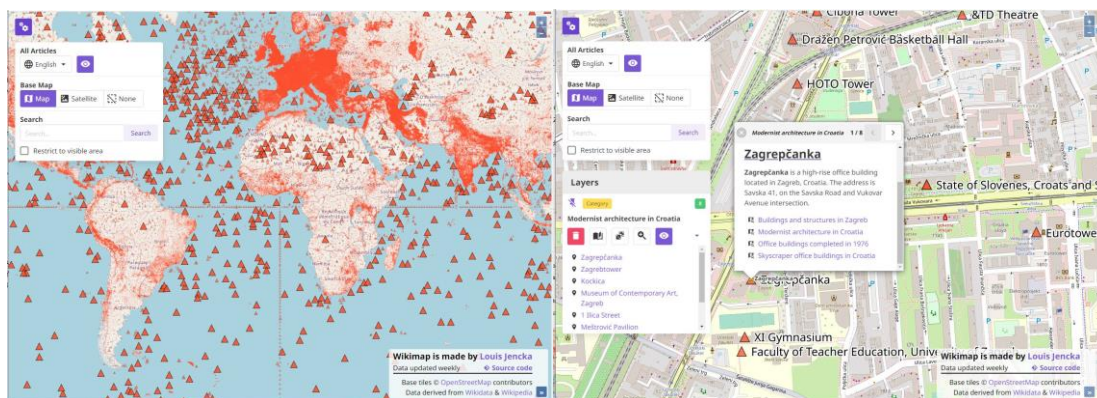 All Articles
English
Base Map
Map
Satellite
None
Search
Search...
Search
Restrict to visible area
Wikimap is made by Louis Jencka
Data updated weekly
Source code
Base tiles © OpenStreetMap contributors
Data derived from Wikidata & Wikipedia
All Articles
English
Base Map
Map
Satellite
None
Search
Search...
Search
Restrict to visible area
Layers
Category
8
Modernist architecture in Croatia
Zagrepčanka
Zagrebtower
Kockica
Museum of Contemporary Art,
Zagreb
1 Ilica Street
Meštrović Pavilion
Cibona Tower
&TD Theatre
Dražen Petrović Basketball Hall
HOTO Tower
Modernist architecture in Croatia 1 / 8
Zagrepčanka
Zagrepčanka is a high-rise office building
located in Zagreb, Croatia. The address is
Savska 41, on the Savska Road and Vukovar
Avenue intersection.
Buildings and structures in Zagreb
Modernist architecture in Croatia
Office buildings completed in 1976
Skyscraper office buildings in Croatia
State of Slovenes, Croats and S
Eurotowe
Zagrepčanka
XI Gymnasium
Faculty of Teacher Education, Univer
Wikimap is made by Louis Jencka
Data updated weekly
Source code
Base tiles © OpenStreetMap contributors
Data derived from Wikidata & Wikipedia